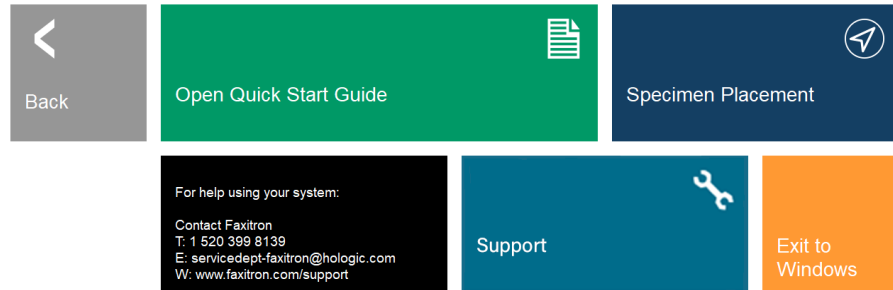 Back
Open Quick Start Guide
Specimen Placement
For help using your system:
Contact Faxitron
T: 1 520 399 8139
E: servicedept-faxitron@hologic.com
W: www.faxitron.com/support
Support
Exit to
Windows